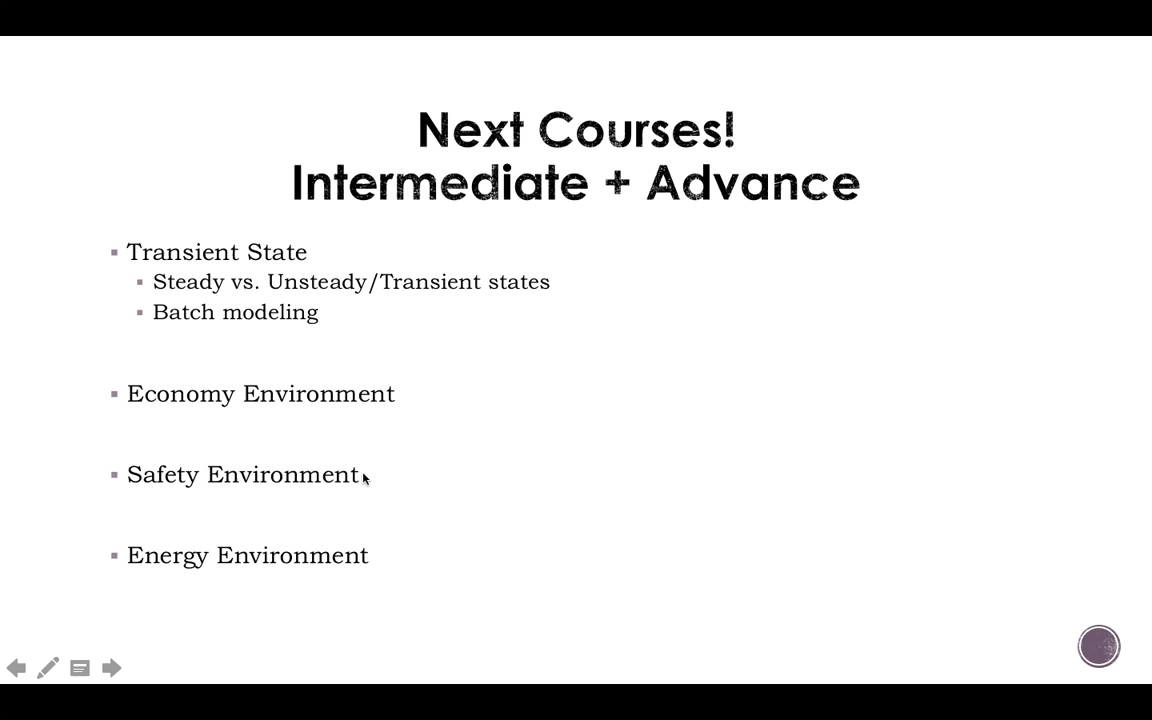 Next Courses!
Intermediate + Advance
Transient State
Steady vs. Unsteady/Transient states
Batch modeling
Economy Environment
Safety Environment
Energy Environment